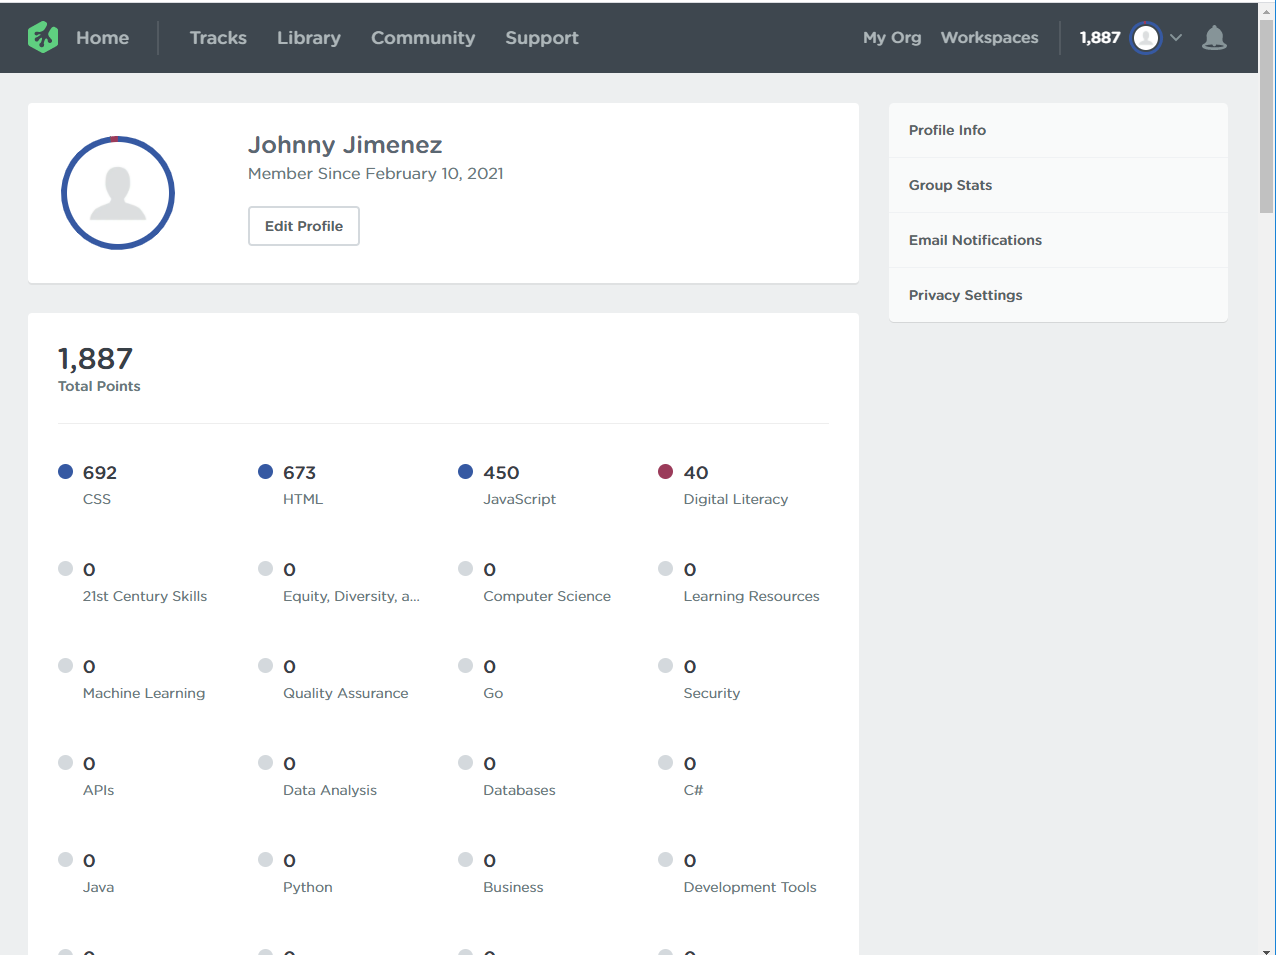 Home
Tracks
Library
Community
Support
My Org
Workspaces
1,887
Johnny Jimenez
Member Since February 10, 2021
Edit Profile
Profile Info
Group Stats
Email Notifications
Privacy Settings
1,887
Total Points
692
CSS
673
HTML
450
JavaScript
40
Digital Literacy
0
21st Century Skills
0
Equity, Diversity, a...
0
Computer Science
0
Learning Resources
0
Machine Learning
0
Quality Assurance
0
Go
0
Security
0
APIs
0
Data Analysis
0
Databases
0
C#
0
Java
0
Python
0
Business
0
Development Tools